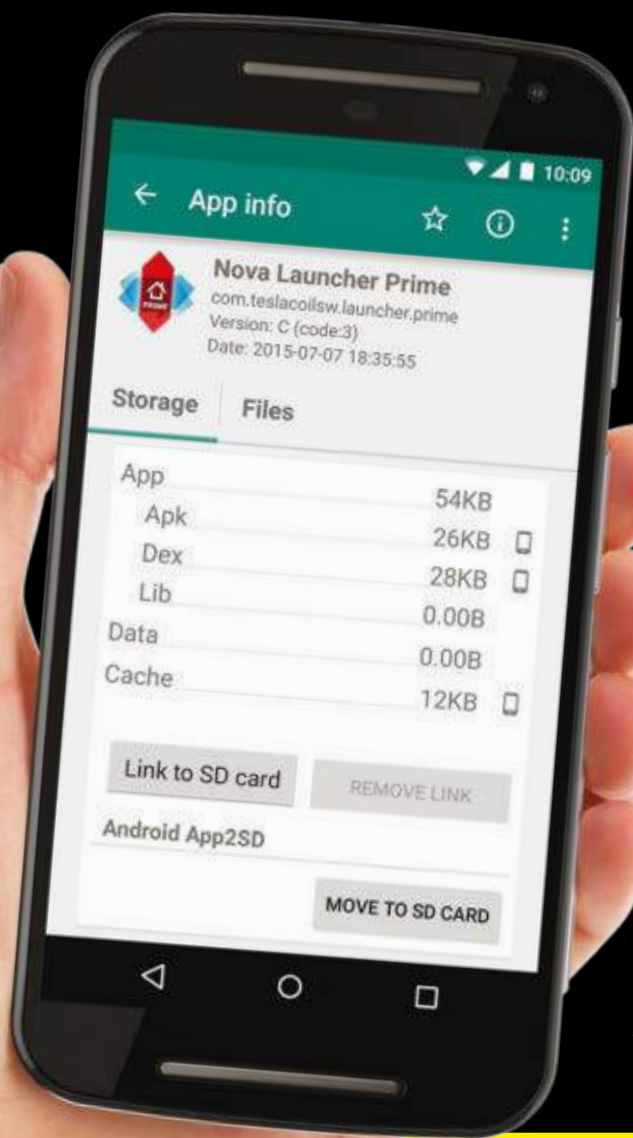 10:09
App info
PRIME
Nova Launcher Prime
com.teslacoilsw.launcher.prime
Version: C (code:3)
Date: 2015-07-07 18:35:55
Storage Files
App 54KB
Apk 26KB
Dex 28KB
Lib 0.00B
Data 0.00B
Cache 12KB
Link to SD card REMOVE LINK
Android App2SD
MOVE TO SD CARD